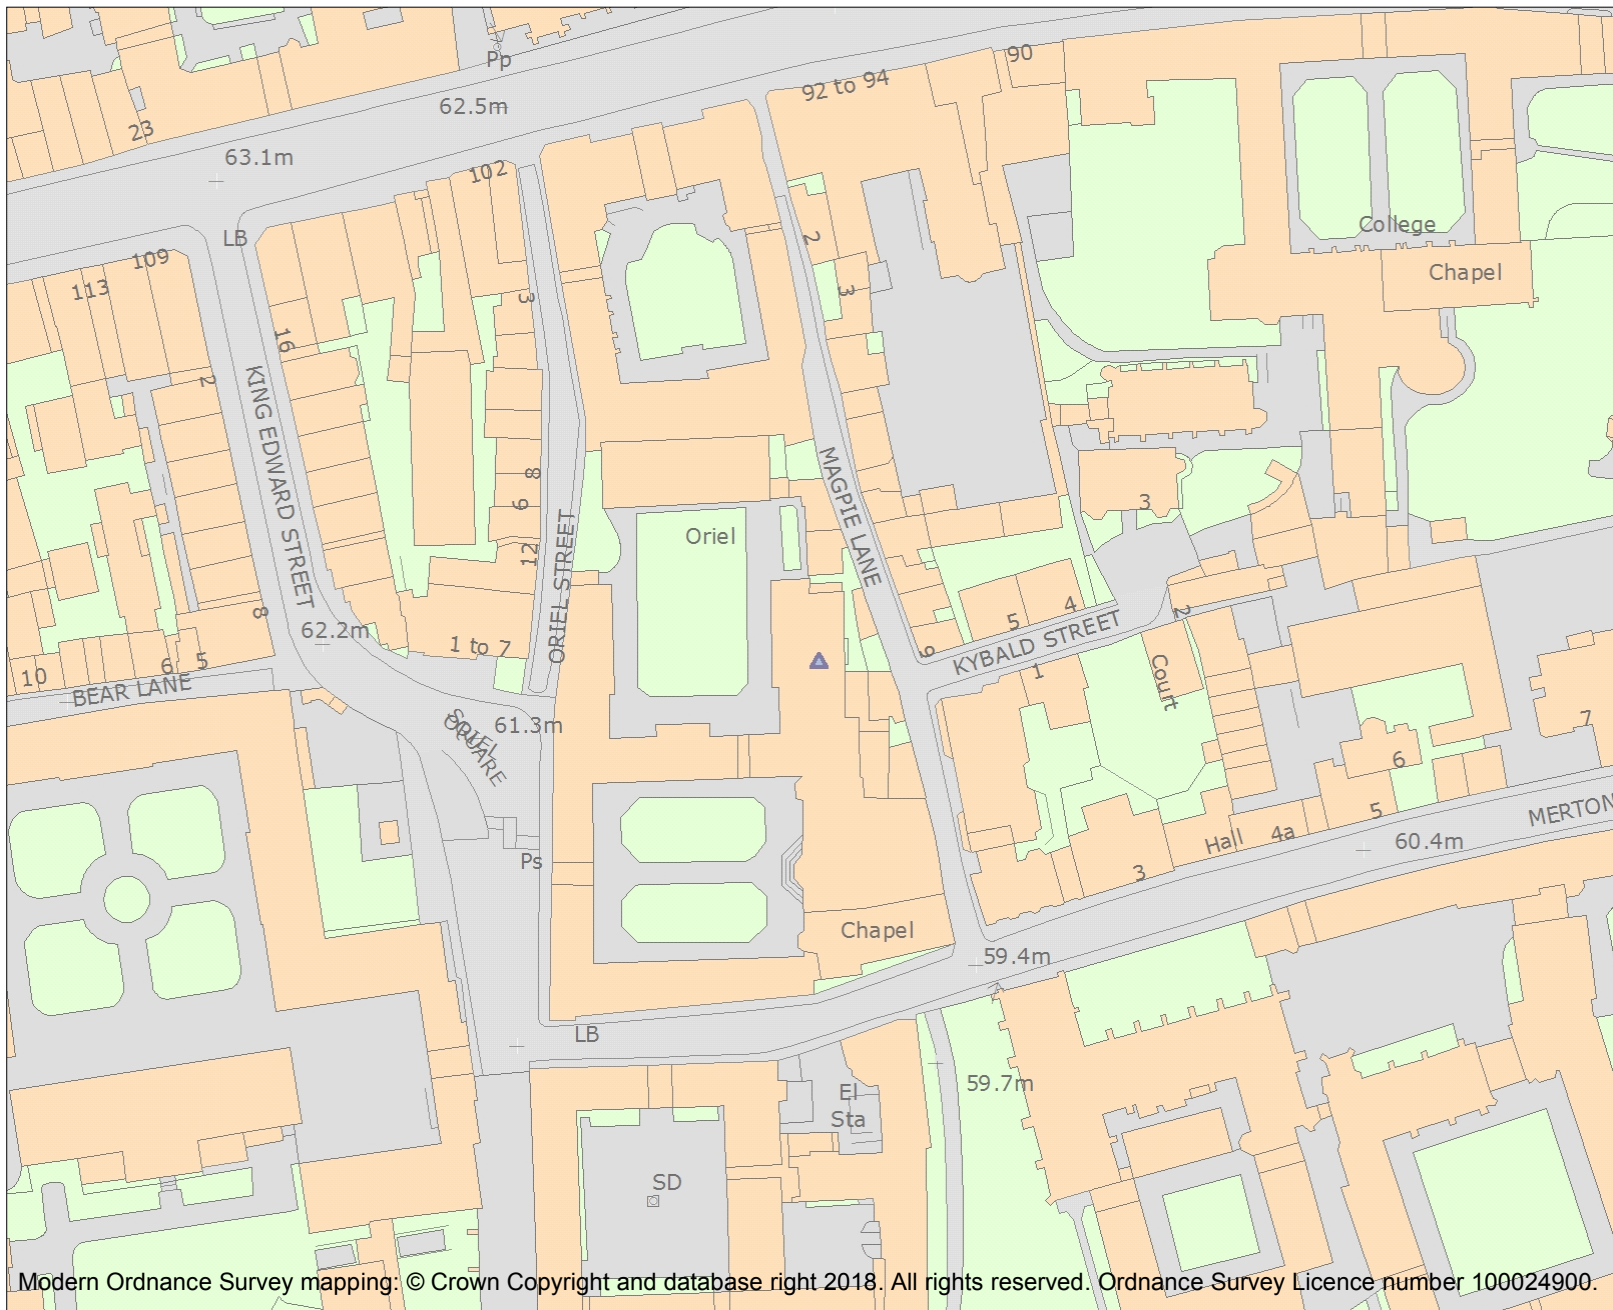 Pp
90
92 to 94
62.5m
23
63.1m
102
LB
College
109
2
Chapel
113
3
3
16
2
KING EDWARD STREET
MAGPIE LANE
8
3
9
Oriel
12
ORIEL STREET
8
62.2m
1 to 7
5
4
2
KYBALD STREET
9
6
5
10
BEAR LANE
1
Court
61.3m
ORIEL
SQUARE
7
6
5
MERTON
Hall
4a
60.4m
Ps
3
Chapel
59.4m
LB
59.7m
El
Sta
SD
Modern Ordnance Survey mapping: © Crown Copyright and database right 2018. All rights reserved. Ordnance Survey Licence number 100024900.